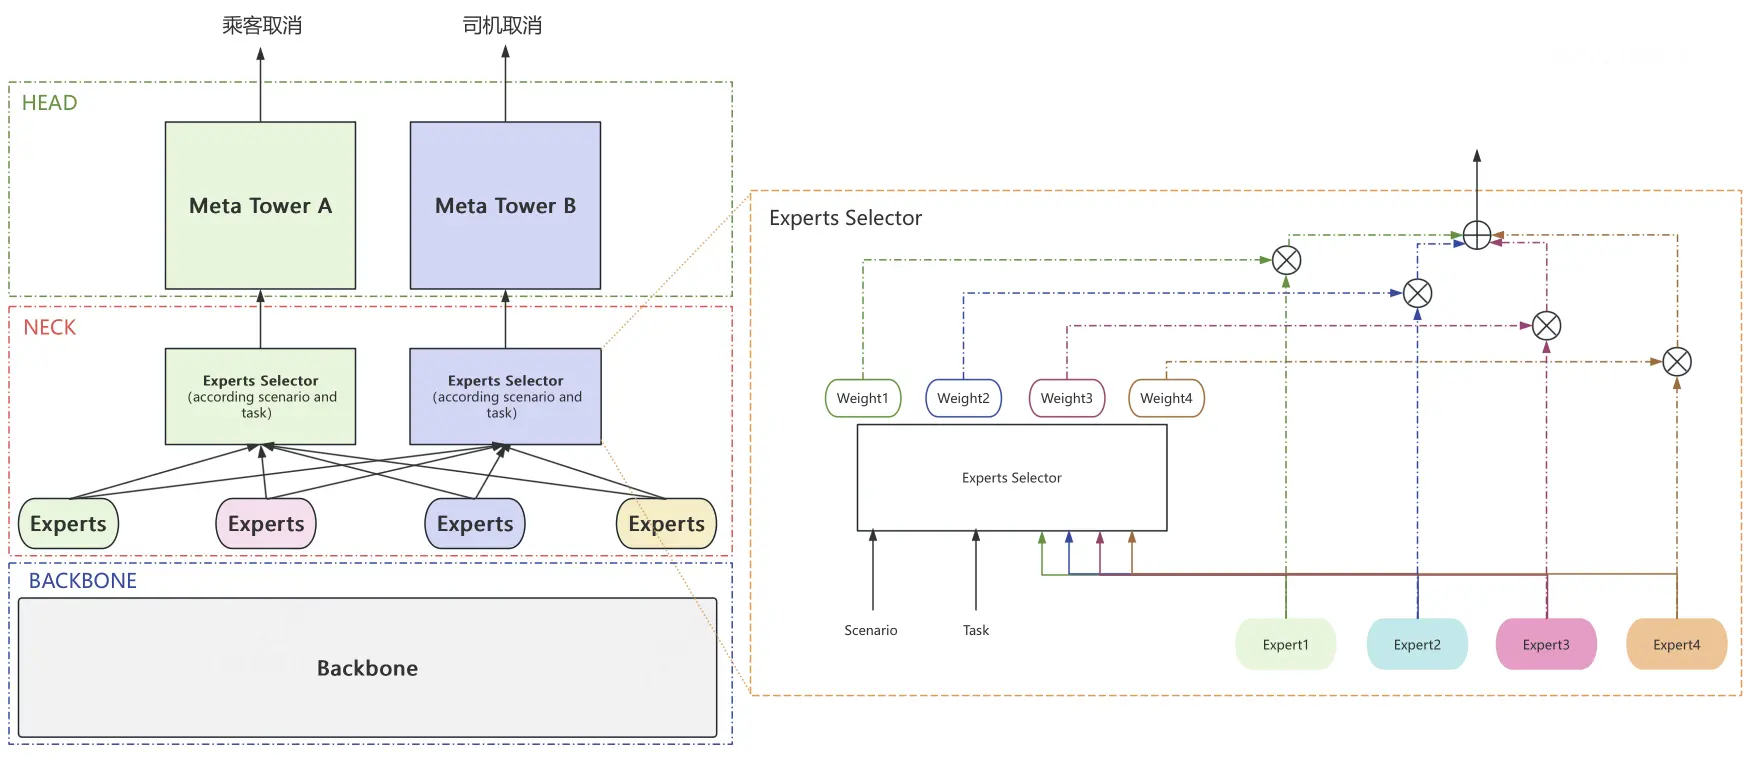 乘客取消
司机取消
HEAD
Meta Tower A
Meta Tower B
NECK
Experts Selector
(according scenario and
task)
Experts Selector
(according scenario and
task)
Experts
Experts
Experts
Experts
BACKBONE
Backbone
Experts Selector
Weight1
Weight2
Weight3
Weight4
Experts Selector
Scenario
Task
Expert1
Expert2
Expert3
Expert4